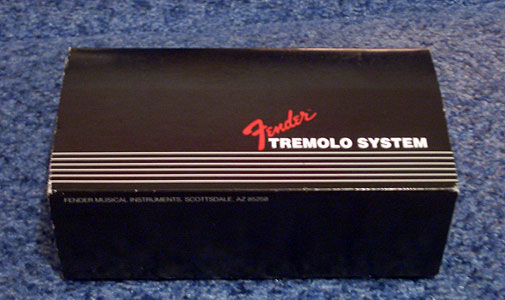 Fender
TREMOLO SYSTEM
FENDER MUSICAL INSTRUMENTS, SCOTTSDALE, AZ 85258